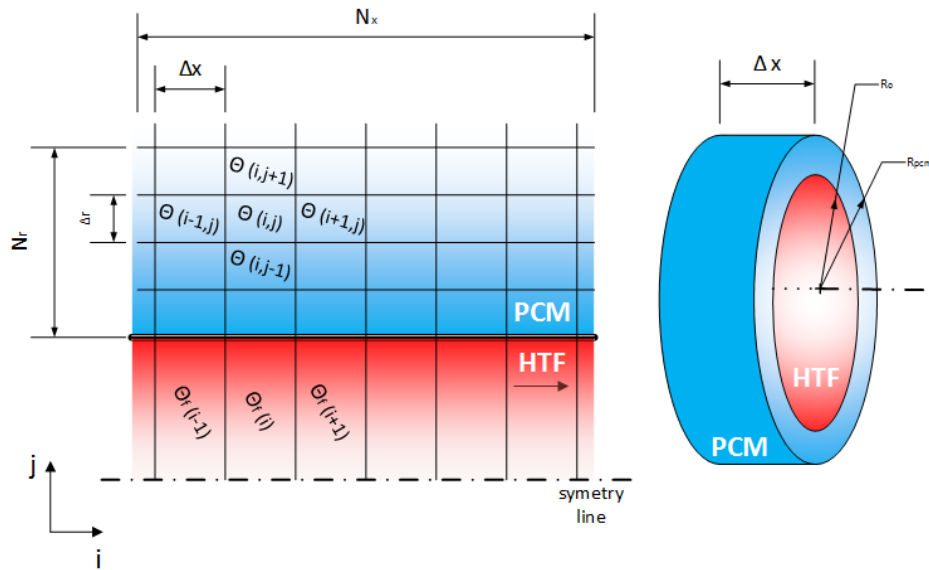 Nx
Δx
Δ x
Ro
Rpcm
Θ (i,j+1)
Nr
Δr
Θ (i-1,j)
Θ (i,j)
Θ (i+1,j)
Θ (i,j-1)
PCM
HTF
Θf (i-1)
Θf (i)
Θf (i+1)
HTF
PCM
j
i
symetry
line